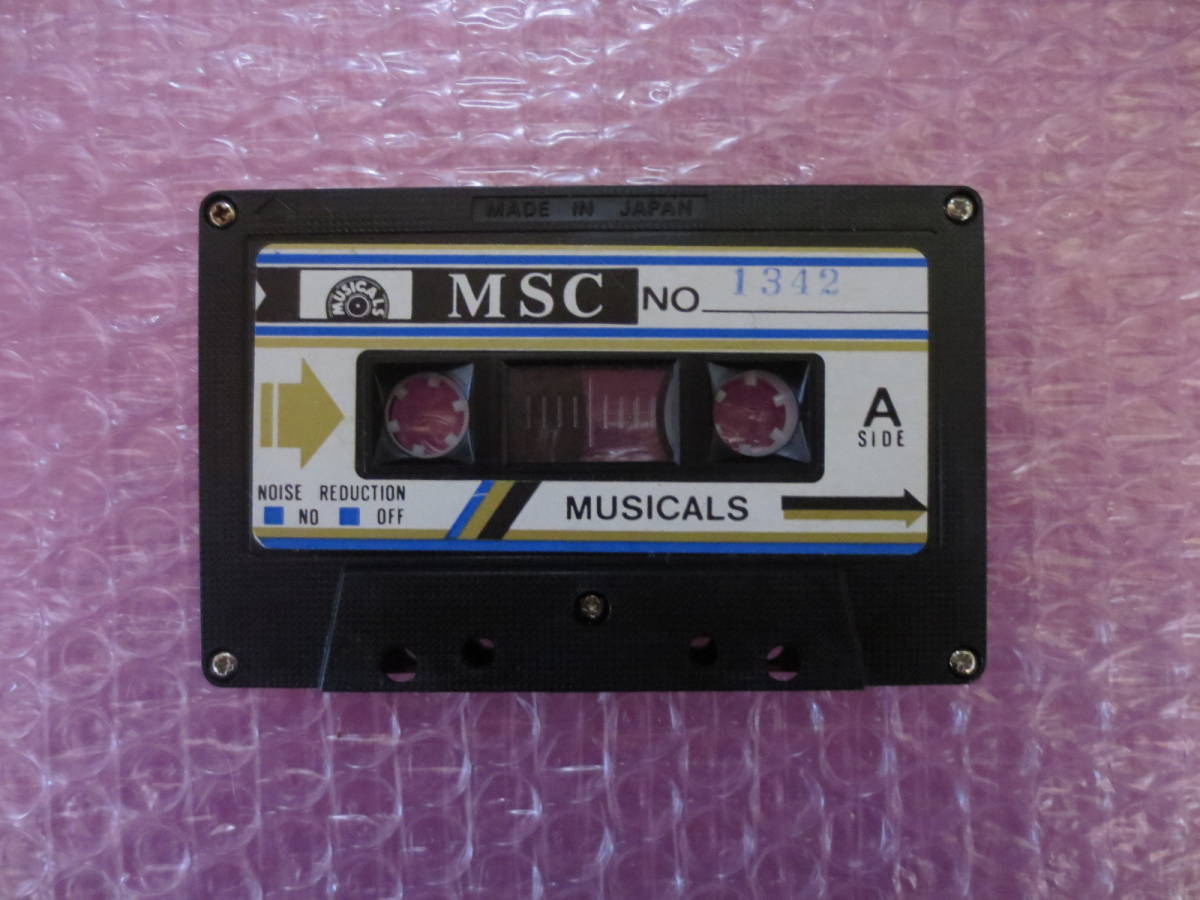 MADE IN JAPAN
MUSICALS
MSC
NO 1342
A
SIDE
NOISE REDUCTION
NO OFF
MUSICALS